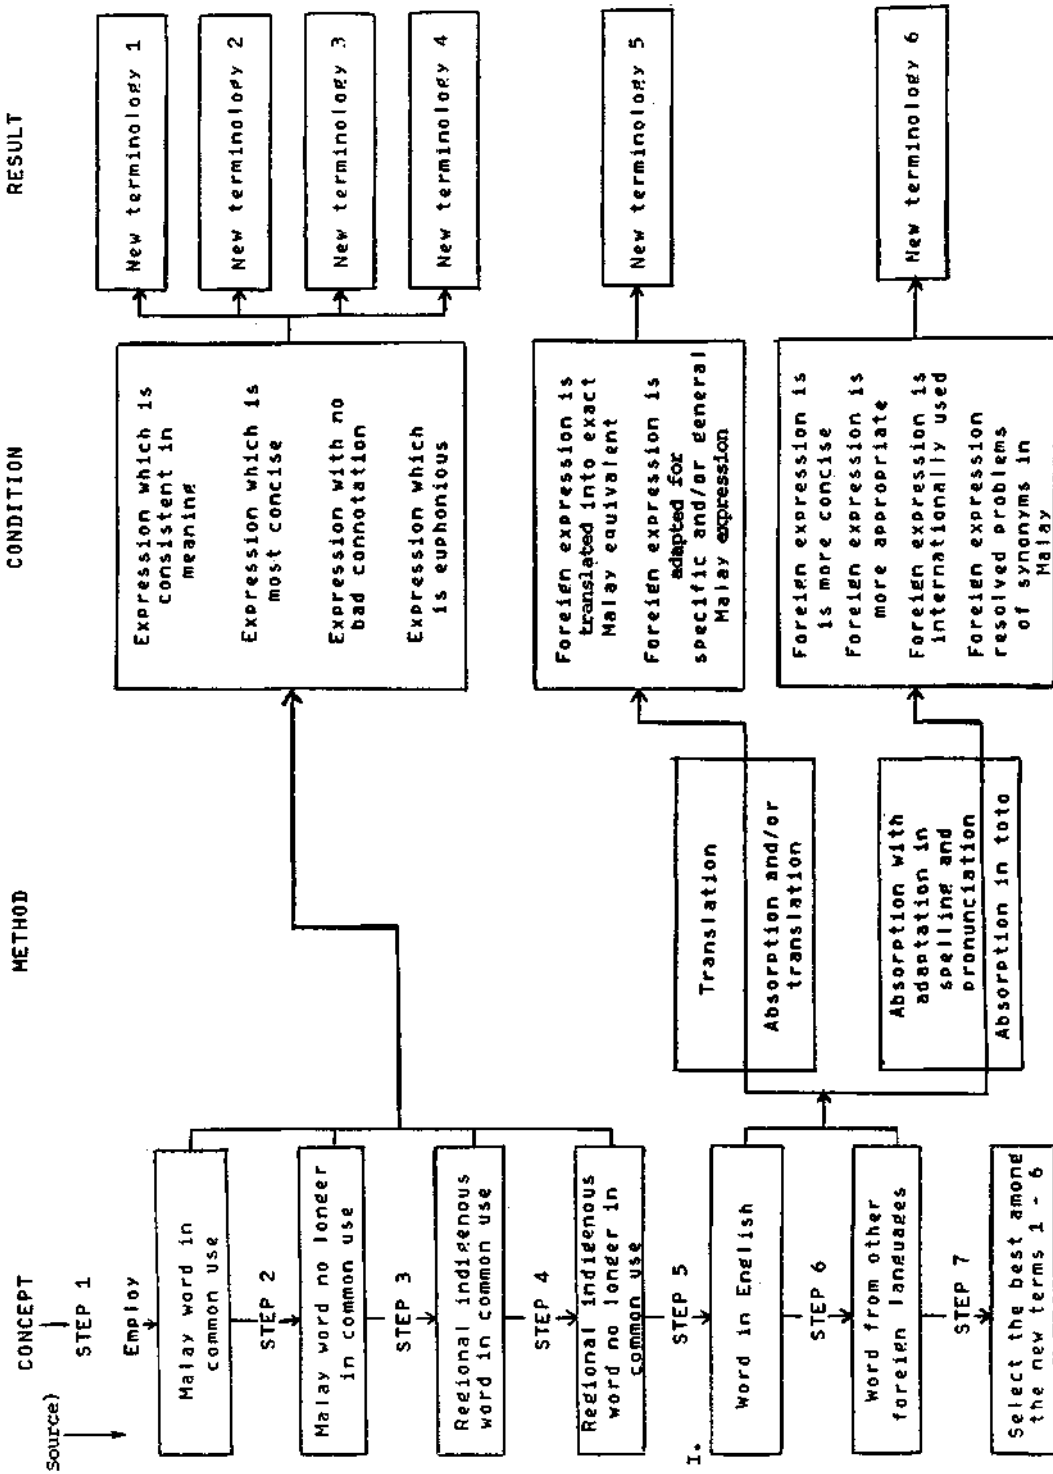 CONCEPT
METHOD
CONDITION
RESULT
Source)
STEP 1
Employ
Malay word in
common use
STEP 2
Malay word no longer
in common use
STEP 3
Regional indigenous
word in common use
STEP 4
Regional indigenous
word no longer in
common use
STEP 5
I.
Word in English
STEP 6
Word from other
foreign languages
STEP 7
Select the best among
the new terms 1 - 6
Translation
Absorption and/or
translation
Absorption with
adaptation in
spelling and
pronunciation
Absorption in toto
Expression which is
consistent in
meaning
Expression which is
most concise
Expression with no
bad connotation
Expression which
is euphonious
Foreign expression is
translated into exact
Malay equivalent
Foreign expression is
adapted for
specific and/or general
Malay expression
Foreign expression is
is more concise
Foreign expression is
more appropriate
Foreign expression is
internationally used
Foreign expression
resolved problems
of synonyms in
Malay
New terminology 1
New terminology 2
New terminology 3
New terminology 4
New terminology 5
New terminology 6